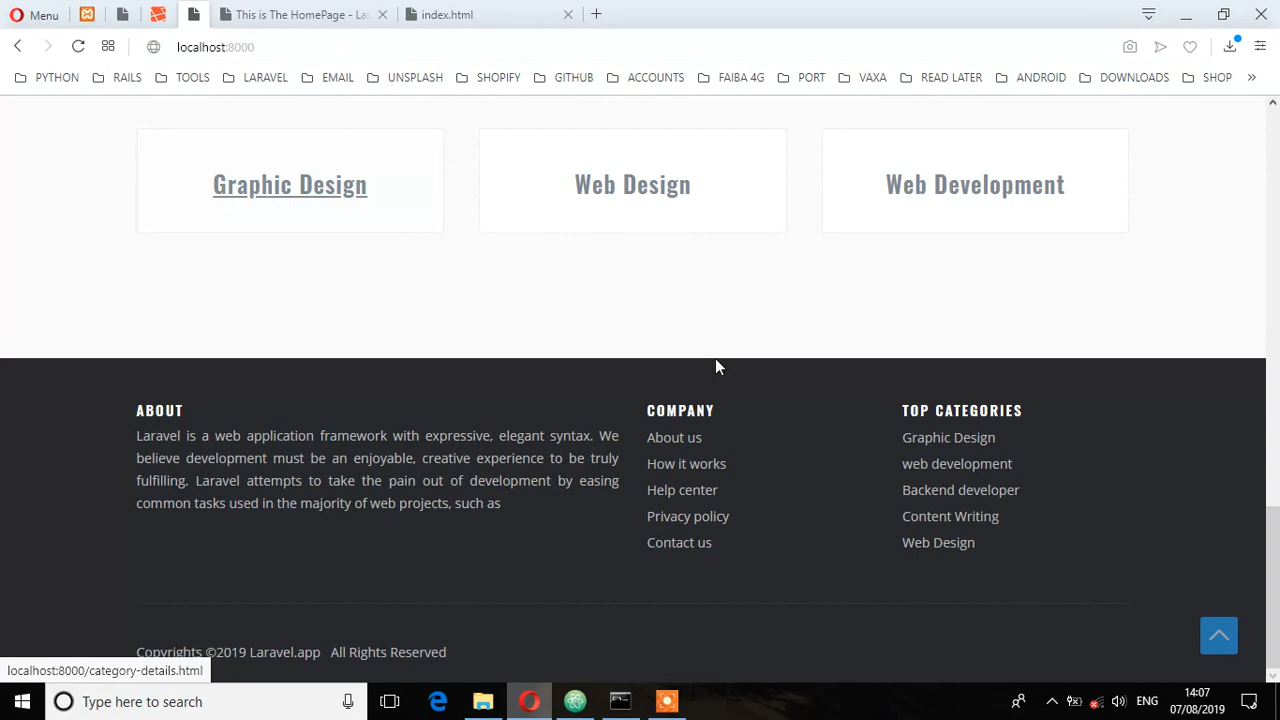 Menu
This is The HomePage - La
index.html
localhost:8000
PYTHON RAILS TOOLS LARAVEL EMAIL UNSPLASH SHOPIFY GITHUB ACCOUNTS FAIBA 4G PORT VAXA READ LATER ANDROID DOWNLOADS SHOP »
Graphic Design
Web Design
Web Development
ABOUT
Laravel is a web application framework with expressive, elegant syntax. We
believe development must be an enjoyable, creative experience to be truly
fulfilling. Laravel attempts to take the pain out of development by easing
common tasks used in the majority of web projects, such as
COMPANY
About us
How it works
Help center
Privacy policy
Contact us
TOP CATEGORIES
Graphic Design
web development
Backend developer
Content Writing
Web Design
Copyrights ©2019 Laravel.app All Rights Reserved
localhost:8000/category-details.html
Type here to search
ENG
14:07
07/08/2019